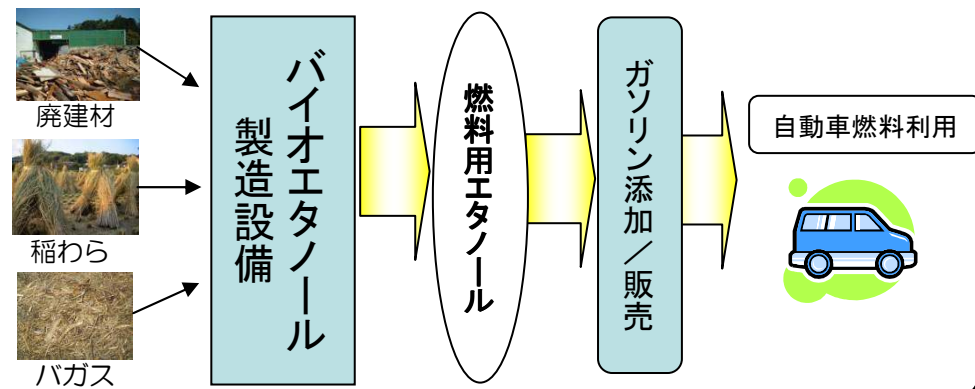 廃建材
稲わら
バガス
バイオエタノール
製造設備
燃料用エタノール
ガソリン添加／販売
自動車燃料利用